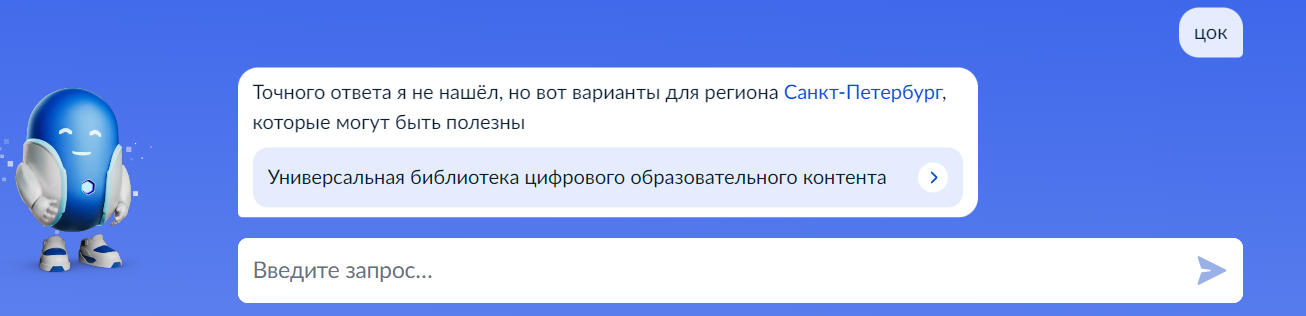 цок
Точного ответа я не нашёл, но вот варианты для региона Санкт-Петербург,
которые могут быть полезны
Универсальная библиотека цифрового образовательного контента
Введите запрос...